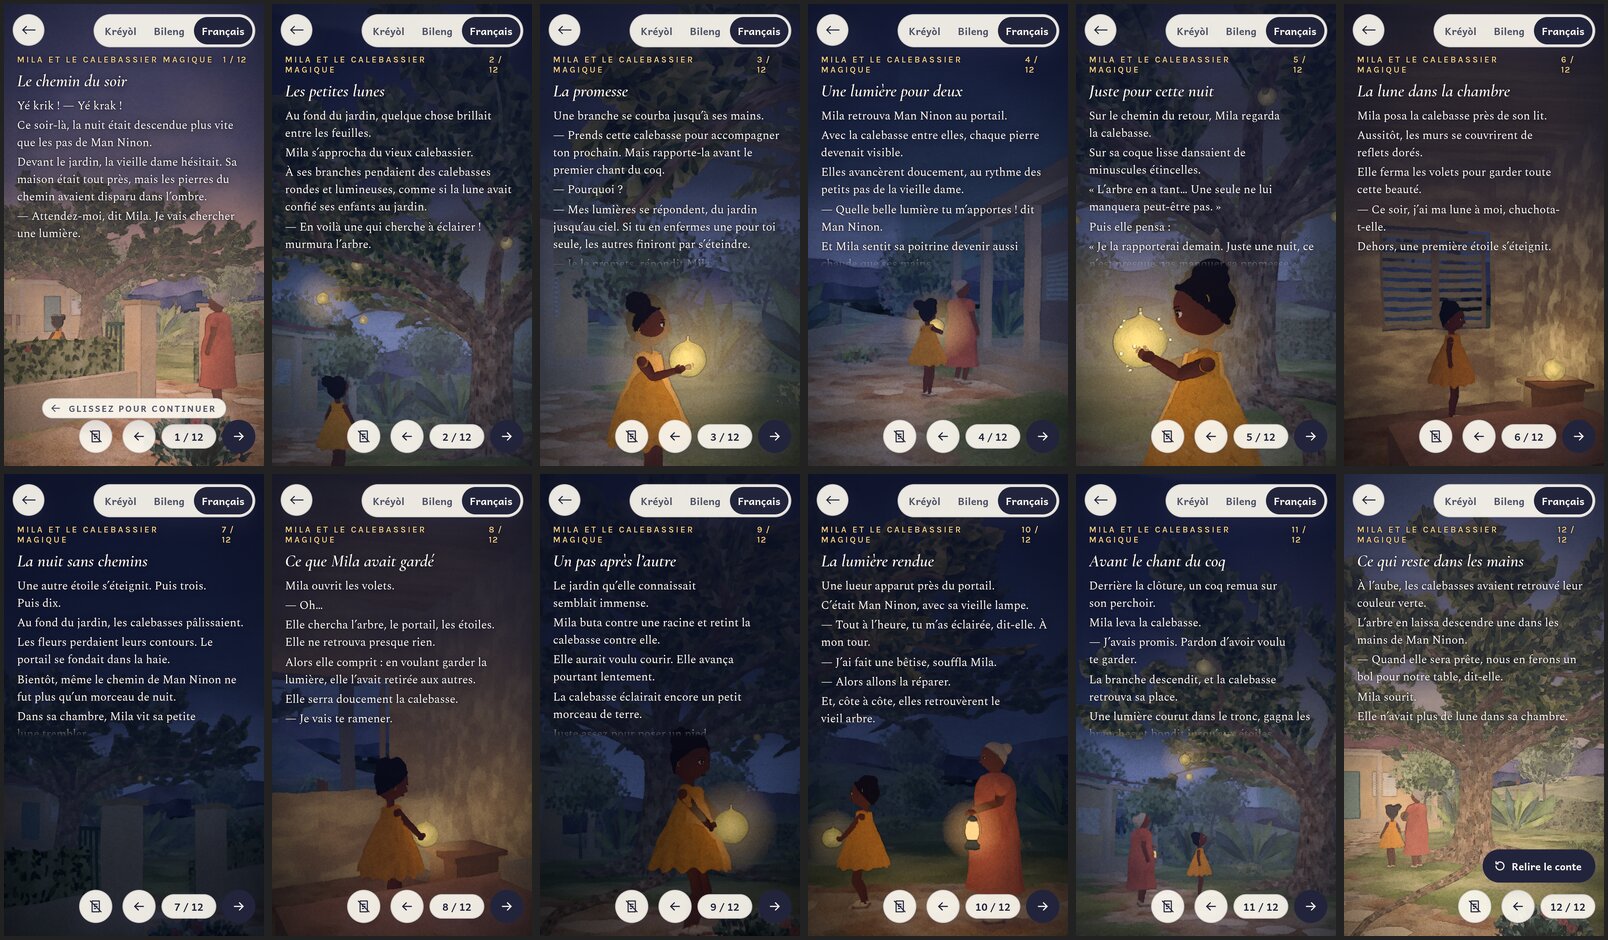 Kréyòl Bileng Français
MILA ET LE CALEBASSIER MAGIQUE 1 / 12
Le chemin du soir
Yé krik ! — Yé krak !
Ce soir-là, la nuit était descendue plus vite
que les pas de Man Ninon.
Devant le jardin, la vieille dame hésitait. Sa
maison était tout près, mais les pierres du
chemin avaient disparu dans l’ombre.
— Attendez-moi, dit Mila. Je vais chercher
une lumière.
GLISSEZ POUR CONTINUER
1 / 12
Kréyòl Bileng Français
MILA ET LE CALEBASSIER 2 /
MAGIQUE 12
Les petites lunes
Au fond du jardin, quelque chose brillait
entre les feuilles.
Mila s’approcha du vieux calebassier.
À ses branches pendaient des calebasses
rondes et lumineuses, comme si la lune avait
confié ses enfants au jardin.
— En voilà une qui cherche à éclairer !
murmura l’arbre.
2 / 12
Kréyòl Bileng Français
MILA ET LE CALEBASSIER 3 /
MAGIQUE 12
La promesse
Une branche se courba jusqu’à ses mains.
— Prends cette calebasse pour accompagner
ton prochain. Mais rapporte-la avant le
premier chant du coq.
— Pourquoi ?
— Mes lumières se répondent, du jardin
jusqu’au ciel. Si tu en enfermes une pour toi
seule, les autres finiront par s’éteindre.
— Je le promets, répondit Mila.
3 / 12
Kréyòl Bileng Français
MILA ET LE CALEBASSIER 4 /
MAGIQUE 12
Une lumière pour deux
Mila retrouva Man Ninon au portail.
Avec la calebasse entre elles, chaque pierre
devenait visible.
Elles avancèrent doucement, au rythme des
petits pas de la vieille dame.
— Quelle belle lumière tu m’apportes ! dit
Man Ninon.
Et Mila sentit sa poitrine devenir aussi
chaude que ses mains.
4 / 12
Kréyòl Bileng Français
MILA ET LE CALEBASSIER 5 /
MAGIQUE 12
Juste pour cette nuit
Sur le chemin du retour, Mila regarda
la calebasse.
Sur sa coque lisse dansaient de
minuscules étincelles.
« L’arbre en a tant… Une seule ne lui
manquera peut-être pas. »
Puis elle pensa :
« Je la rapporterai demain. Juste une nuit, ce
n’est presque pas manquer sa promesse.
5 / 12
Kréyòl Bileng Français
MILA ET LE CALEBASSIER 6 /
MAGIQUE 12
La lune dans la chambre
Mila posa la calebasse près de son lit.
Aussitôt, les murs se couvrirent de
reflets dorés.
Elle ferma les volets pour garder toute
cette beauté.
— Ce soir, j’ai ma lune à moi, chuchota-
t-elle.
Dehors, une première étoile s’éteignit.
6 / 12
Kréyòl Bileng Français
MILA ET LE CALEBASSIER 7 /
MAGIQUE 12
La nuit sans chemins
Une autre étoile s’éteignit. Puis trois.
Puis dix.
Au fond du jardin, les calebasses pâlissaient.
Les fleurs perdaient leurs contours. Le
portail se fondait dans la haie.
Bientôt, même le chemin de Man Ninon ne
fut plus qu’un morceau de nuit.
Dans sa chambre, Mila vit sa petite
lune trembler.
7 / 12
Kréyòl Bileng Français
MILA ET LE CALEBASSIER 8 /
MAGIQUE 12
Ce que Mila avait gardé
Mila ouvrit les volets.
— Oh…
Elle chercha l’arbre, le portail, les étoiles.
Elle ne retrouva presque rien.
Alors elle comprit : en voulant garder la
lumière, elle l’avait retirée aux autres.
Elle serra doucement la calebasse.
— Je vais te ramener.
8 / 12
Kréyòl Bileng Français
MILA ET LE CALEBASSIER 9 /
MAGIQUE 12
Un pas après l’autre
Le jardin qu’elle connaissait
semblait immense.
Mila buta contre une racine et retint la
calebasse contre elle.
Elle aurait voulu courir. Elle avança
pourtant lentement.
La calebasse éclairait encore un petit
morceau de terre.
Juste assez pour poser un pied.
9 / 12
Kréyòl Bileng Français
MILA ET LE CALEBASSIER 10 /
MAGIQUE 12
La lumière rendue
Une lueur apparut près du portail.
C’était Man Ninon, avec sa vieille lampe.
— Tout à l’heure, tu m’as éclairée, dit-elle. À
mon tour.
— J’ai fait une bêtise, souffla Mila.
— Alors allons la réparer.
Et, côte à côte, elles retrouvèrent le
vieil arbre.
10 / 12
Kréyòl Bileng Français
MILA ET LE CALEBASSIER 11 /
MAGIQUE 12
Avant le chant du coq
Derrière la clôture, un coq remua sur
son perchoir.
Mila leva la calebasse.
— J’avais promis. Pardon d’avoir voulu
te garder.
La branche descendit, et la calebasse
retrouva sa place.
Une lumière courut dans le tronc, gagna les
branches et bondit jusqu’aux étoiles.
11 / 12
Kréyòl Bileng Français
MILA ET LE CALEBASSIER 12 /
MAGIQUE 12
Ce qui reste dans les mains
À l’aube, les calebasses avaient retrouvé leur
couleur verte.
L’arbre en laissa descendre une dans les
mains de Man Ninon.
— Quand elle sera prête, nous en ferons un
bol pour notre table, dit-elle.
Mila sourit.
Elle n’avait plus de lune dans sa chambre.
Relire le conte
12 / 12